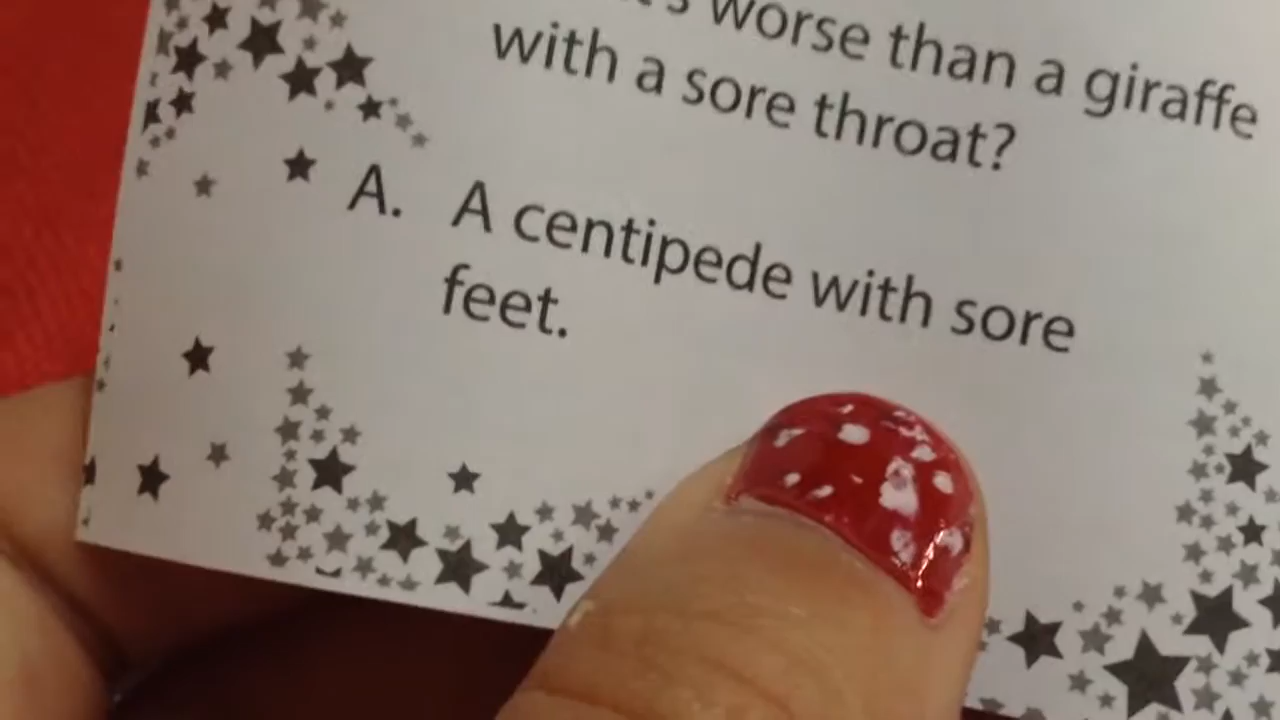 worse than a giraffe
with a sore throat?
A. A centipede with sore
feet.